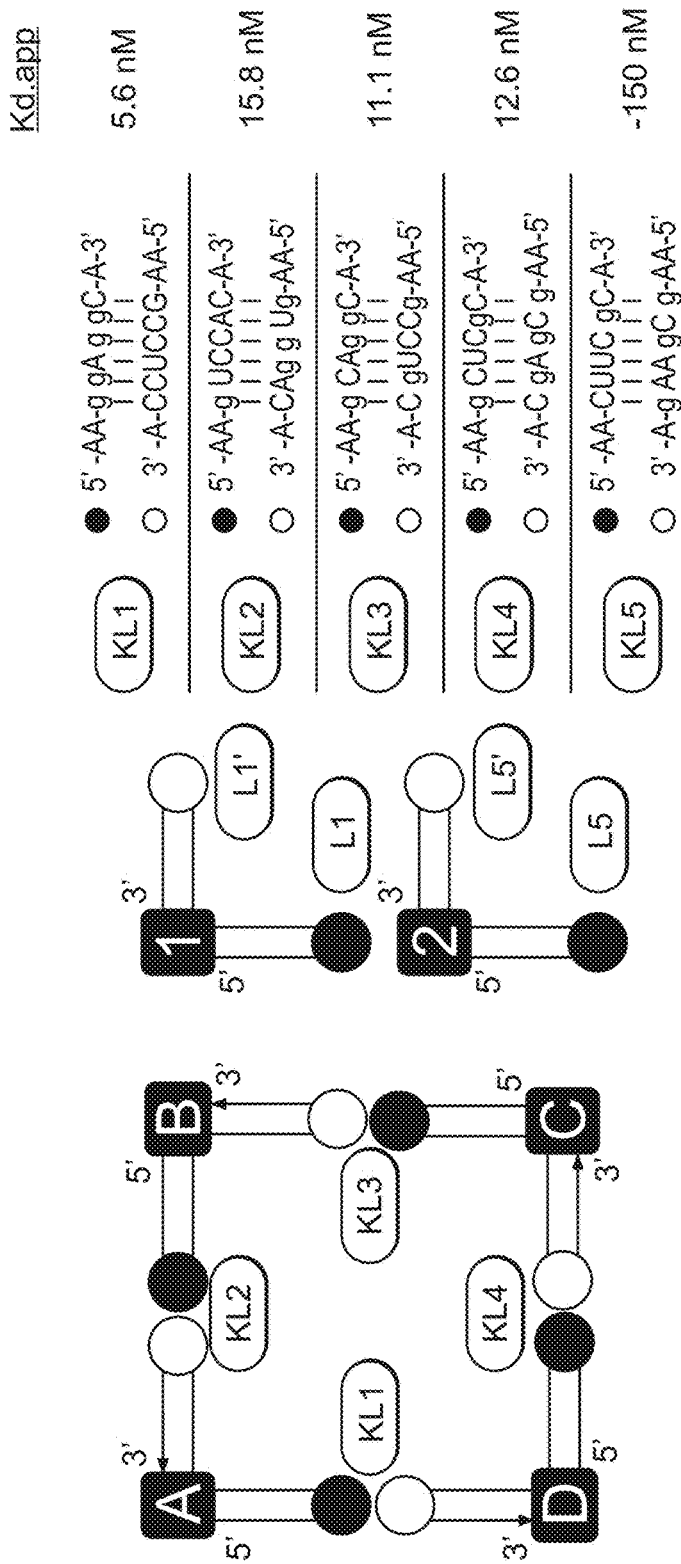 A
3'
5'
KL2
5'
B
3'
KL1
KL3
3'
D
5'
KL4
3'
C
5'
1
3'
5'
L1'
L1
2
3'
5'
L5'
L5
Kd.app
KL1
5' -AA-g gA g gC-A-3'
3' -A-CCUCCG-AA-5'
5.6 nM
KL2
5' -AA-g UCCAC-A-3'
3' -A-CAg g Ug-AA-5'
15.8 nM
KL3
5' -AA-g CAg gC-A-3'
3' -A-C gUCCg-AA-5'
11.1 nM
KL4
5' -AA-g CUCgC-A-3'
3' -A-C gA gC g-AA-5'
12.6 nM
KL5
5' -AA-CUUC gC-A-3'
3' -A-g AA gC g-AA-5'
-150 nM